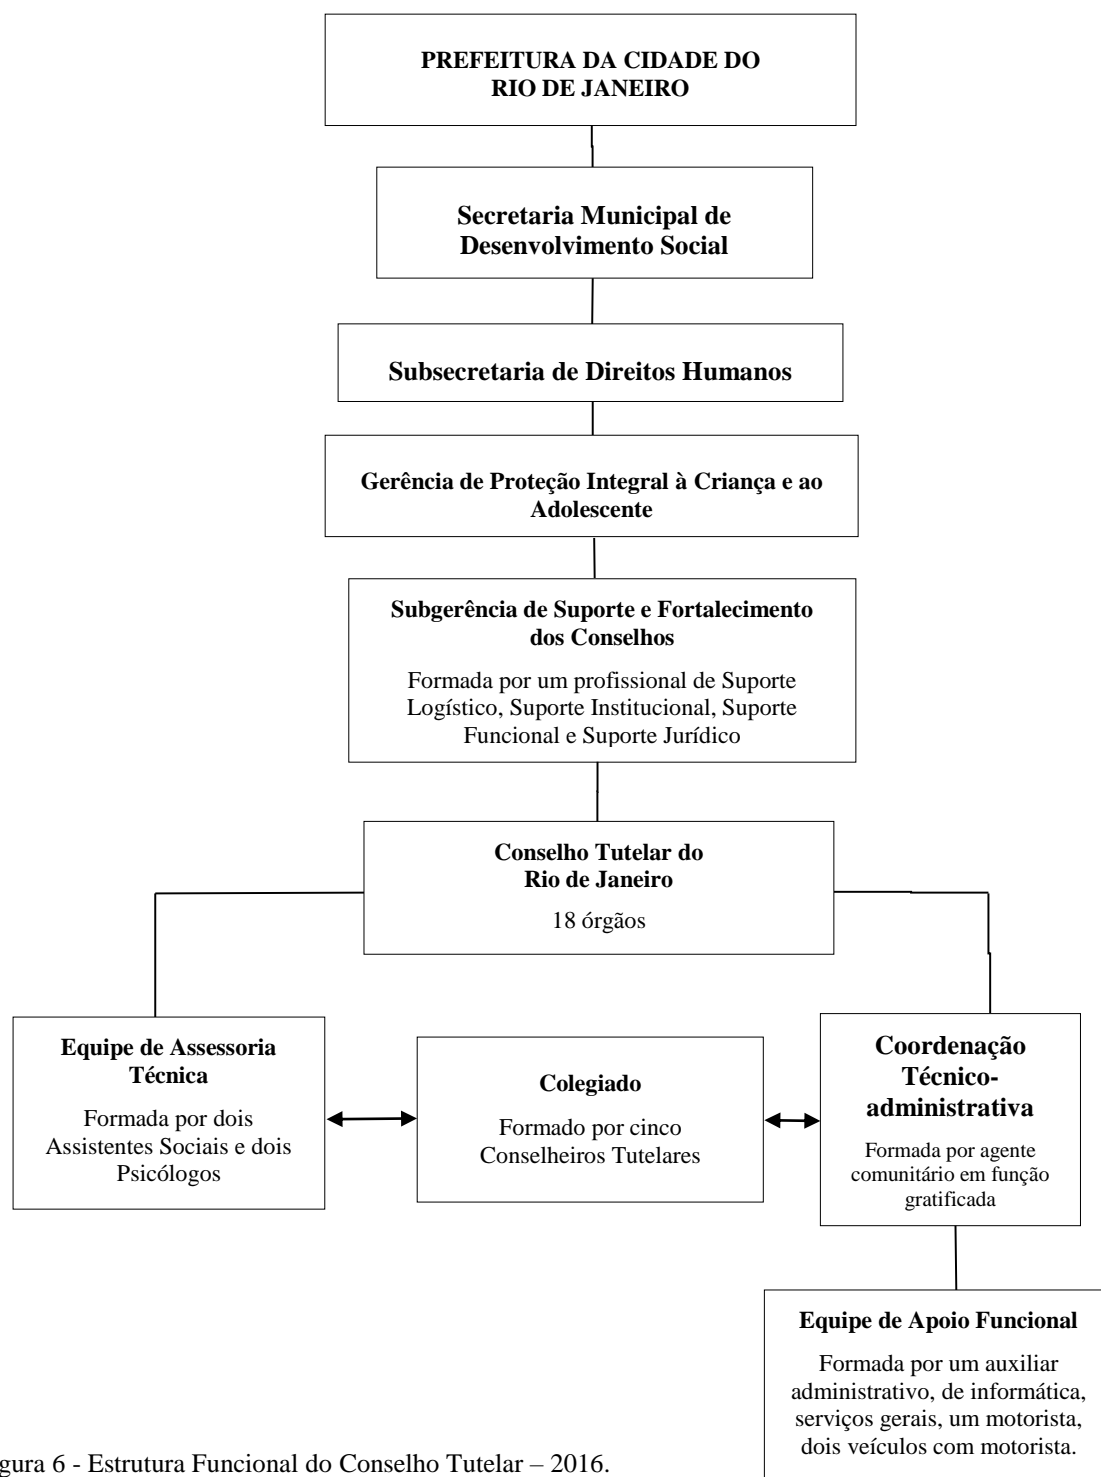 PREFEITURA DA CIDADE DO
RIO DE JANEIRO
Secretaria Municipal de
Desenvolvimento Social
Subsecretaria de Direitos Humanos
Gerência de Proteção Integral à Criança e ao
Adolescente
Subgerência de Suporte e Fortalecimento
dos Conselhos
Formada por um profissional de Suporte
Logístico, Suporte Institucional, Suporte
Funcional e Suporte Jurídico
Conselho Tutelar do
Rio de Janeiro
18 órgãos
Equipe de Assessoria
Técnica
Formada por dois
Assistentes Sociais e dois
Psicólogos
Colegiado
Formado por cinco
Conselheiros Tutelares
Coordenação
Técnico-
administrativa
Formada por agente
comunitário em função
gratificada
Equipe de Apoio Funcional
Formada por um auxiliar
administrativo, de informática,
serviços gerais, um motorista,
dois veículos com motorista.
gura 6 - Estrutura Funcional do Conselho Tutelar – 2016.